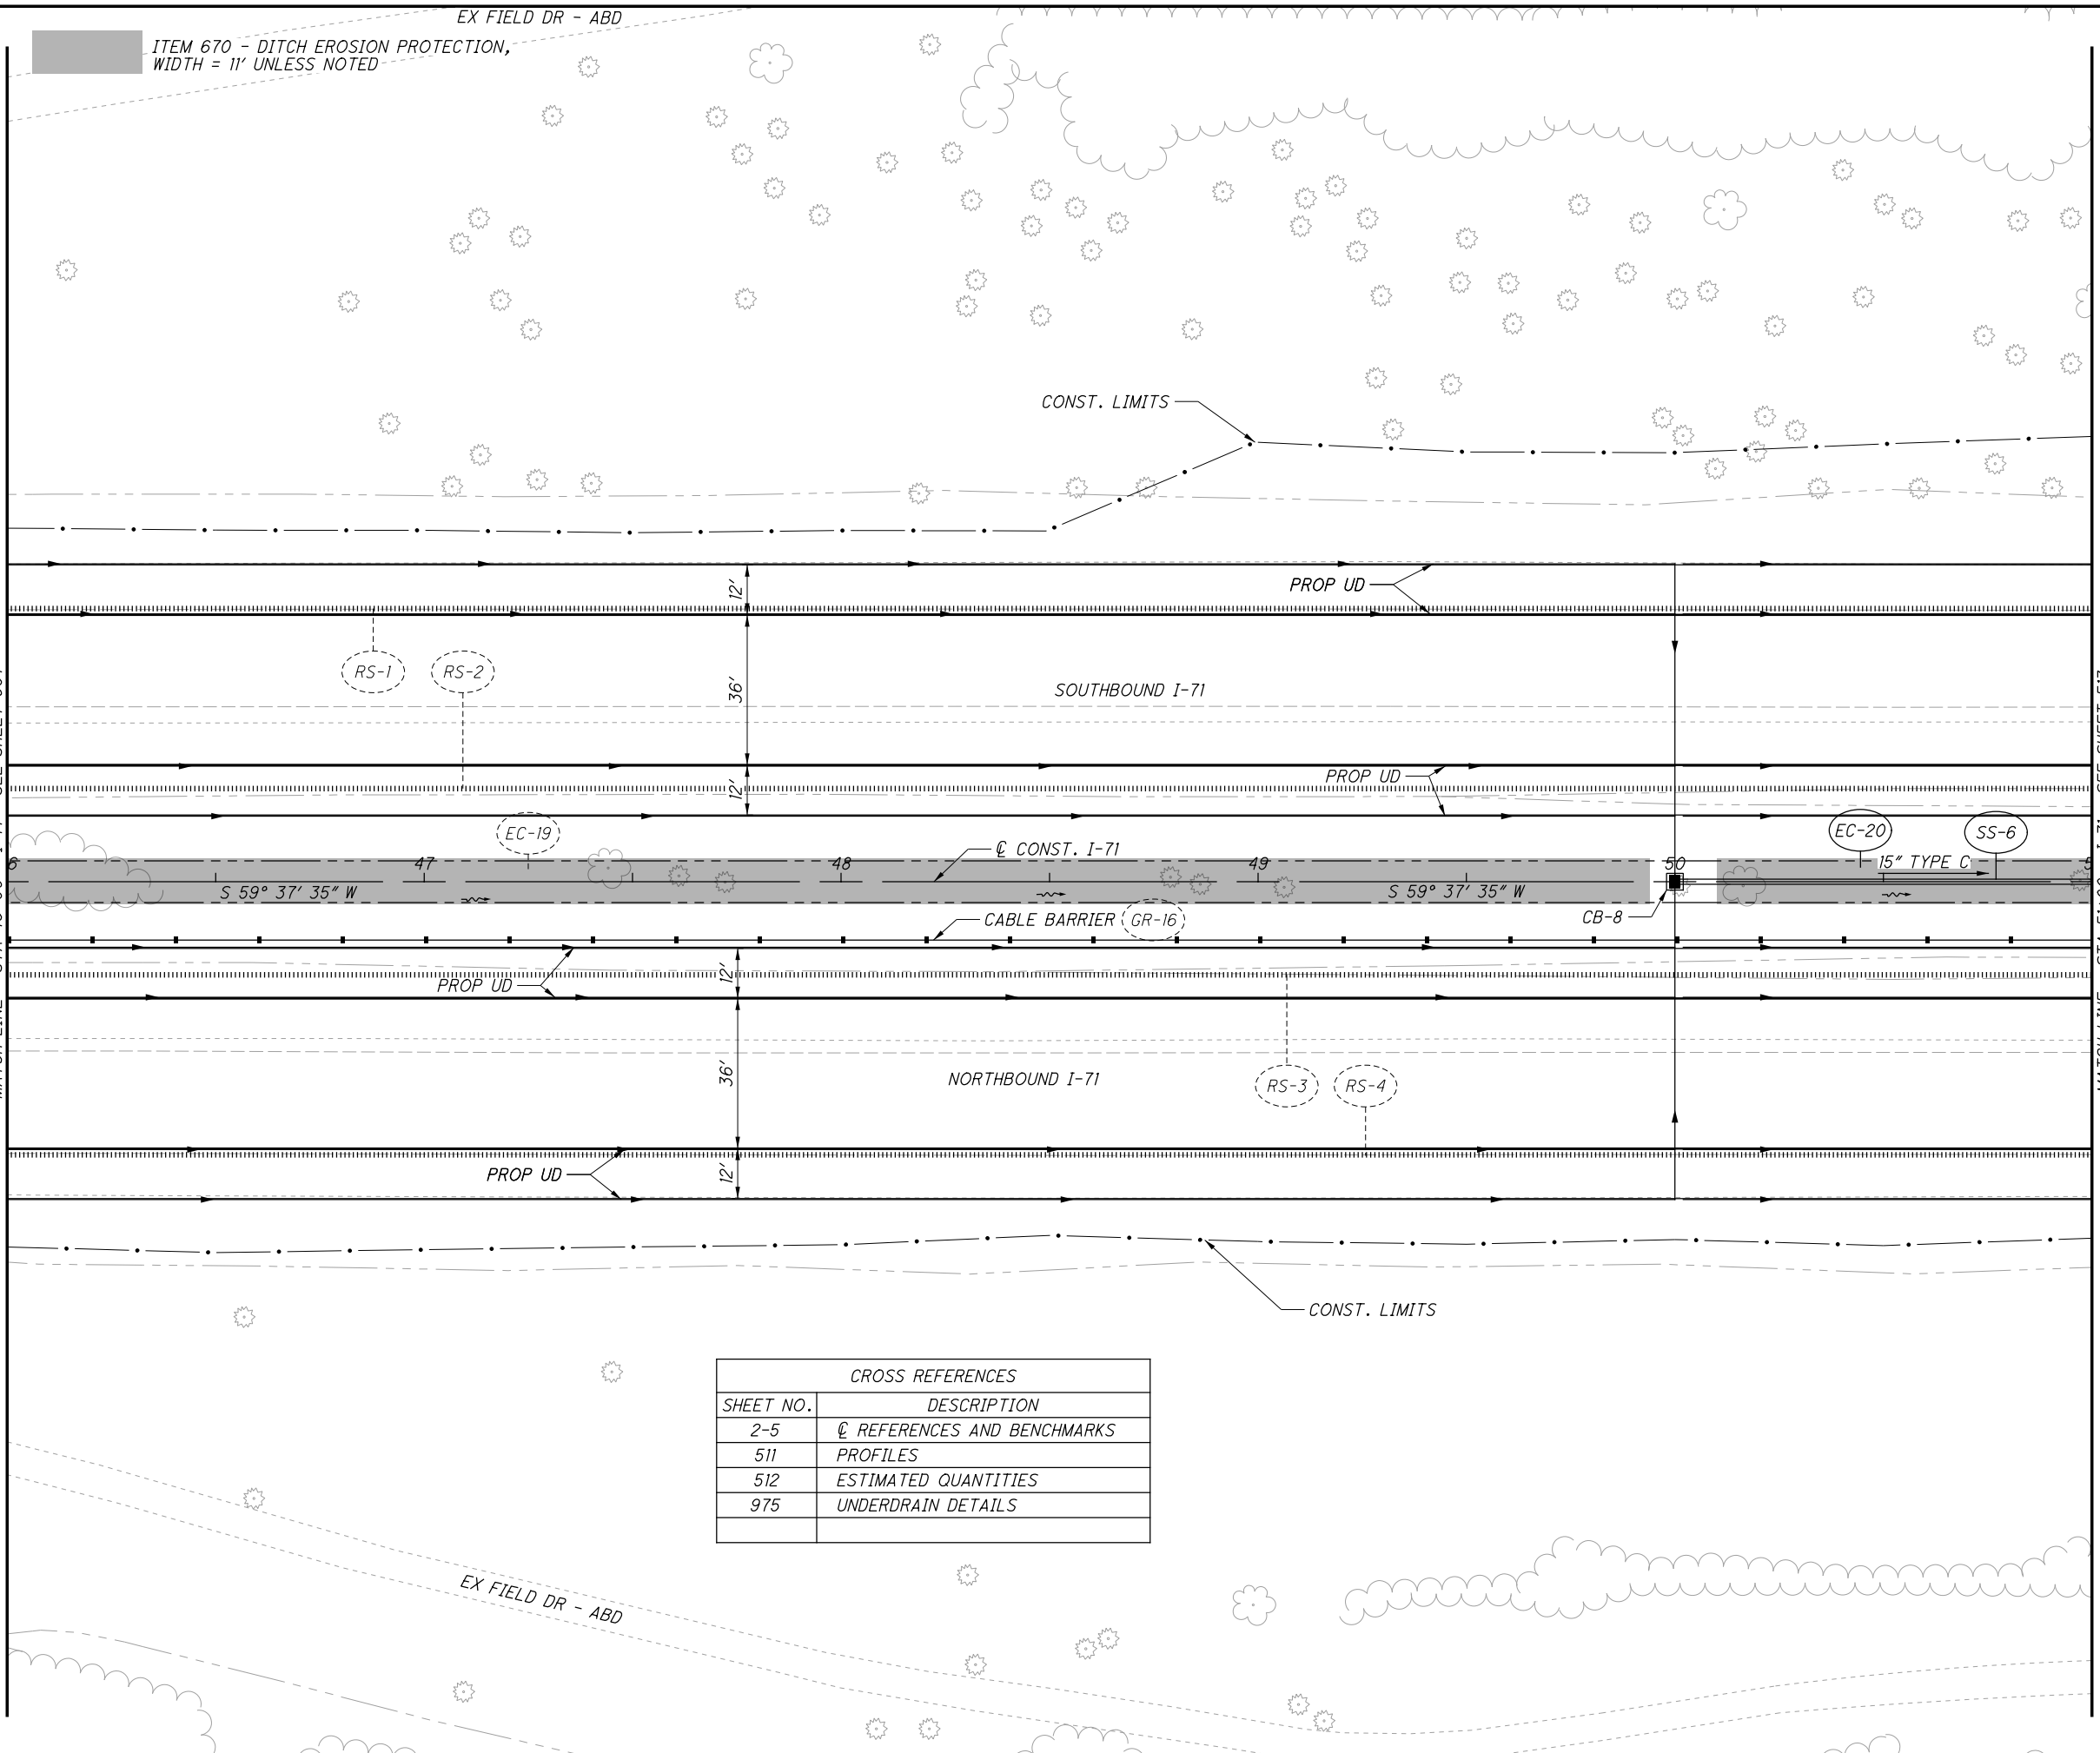 EX FIELD DR - ABD
ITEM 670 - DITCH EROSION PROTECTION,
WIDTH = 11' UNLESS NOTED
CONST. LIMITS
PROP UD
12'
RS-1
RS-2
36'
SOUTHBOUND I-71
PROP UD
12'
EC-19
EC-20
SS-6
℄ CONST. I-71
47
48
49
50
15" TYPE C
S 59° 37' 35" W
S 59° 37' 35" W
CABLE BARRIER
GR-16
CB-8
PROP UD
12'
36'
NORTHBOUND I-71
RS-3
RS-4
PROP UD
12'
CONST. LIMITS
CROSS REFERENCES
SHEET NO. DESCRIPTION
2-5 ℄ REFERENCES AND BENCHMARKS
511 PROFILES
512 ESTIMATED QUANTITIES
975 UNDERDRAIN DETAILS
EX FIELD DR - ABD